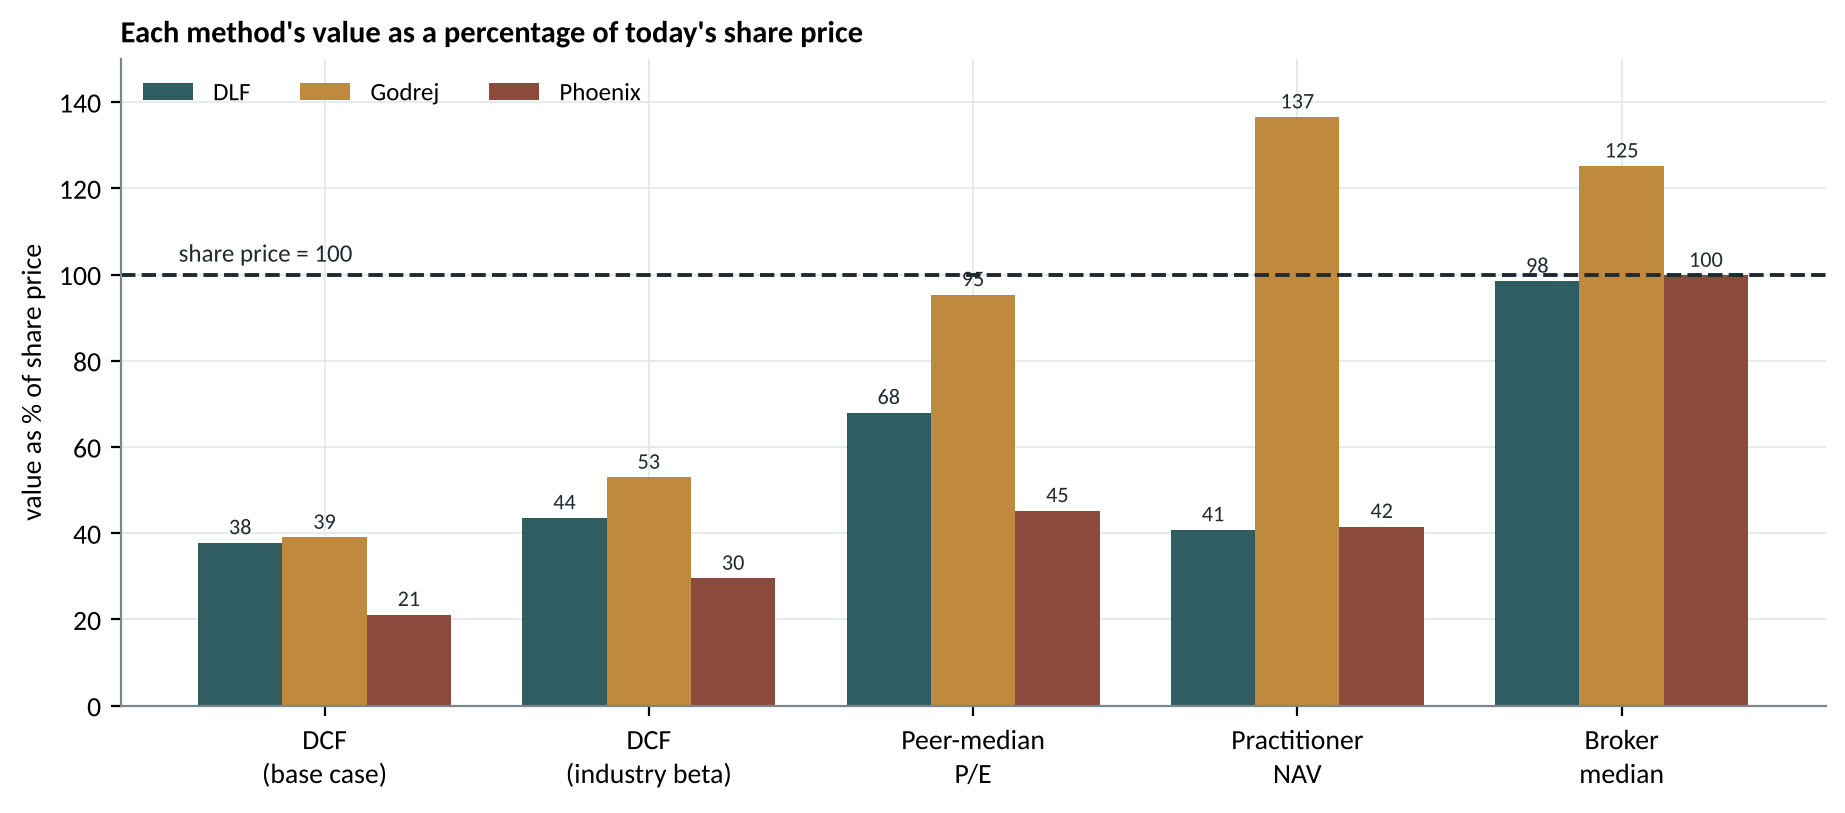 Each method's value as a percentage of today's share price
DLF Godrej Phoenix
value as % of share price
140
120
100
80
60
40
20
0
share price = 100
38 39 21
44 53 30
68 95 45
41 137 42
98 125 100
DCF
(base case)
DCF
(industry beta)
Peer-median
P/E
Practitioner
NAV
Broker
median